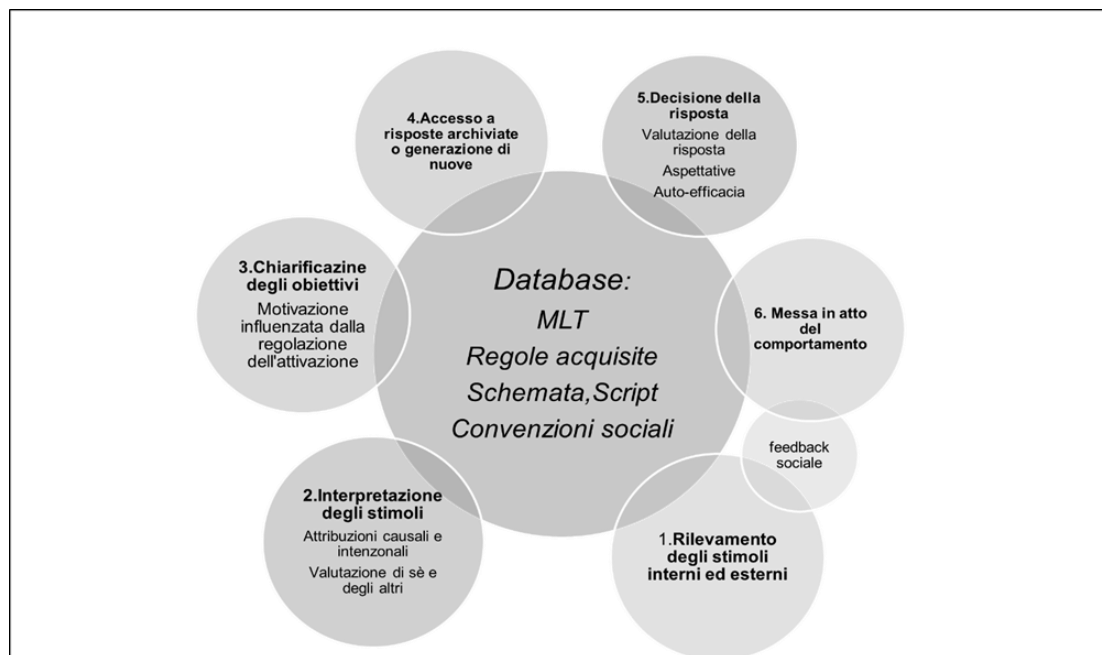 4.Accesso a
risposte archiviate
o generazione di
nuove
5.Decisione della
risposta
Valutazione della
risposta
Aspettative
Auto-efficacia
3.Chiarificazine
degli obiettivi
Motivazione
influenzata dalla
regolazione
dell'attivazione
Database:
MLT
Regole acquisite
Schemata,Script
Convenzioni sociali
6. Messa in atto
del
comportamento
feedback
sociale
2.Interpretazione
degli stimoli
Attribuzioni causali e
intenzonali
Valutazione di sè e
degli altri
1.Rilevamento
degli stimoli
interni ed esterni